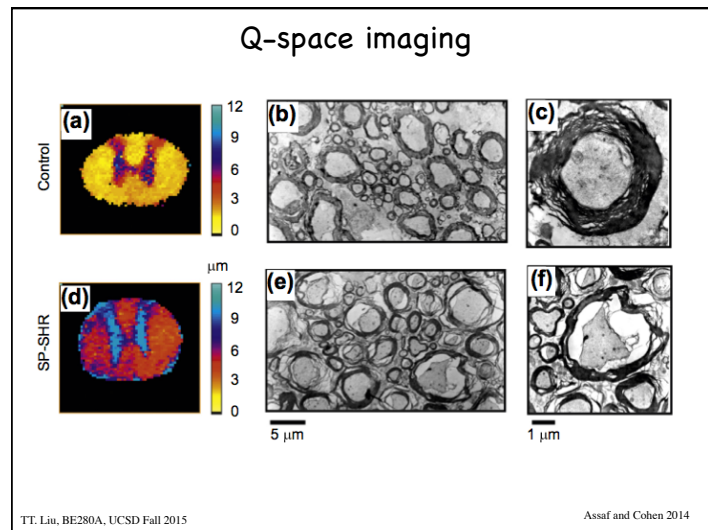 Q-space imaging
(a)
12
9
6
3
0
Control
(b)
(c)
μm
(d)
12
9
6
3
0
SP-SHR
(e)
(f)
5 μm
1 μm
TT. Liu, BE280A, UCSD Fall 2015
Assaf and Cohen 2014